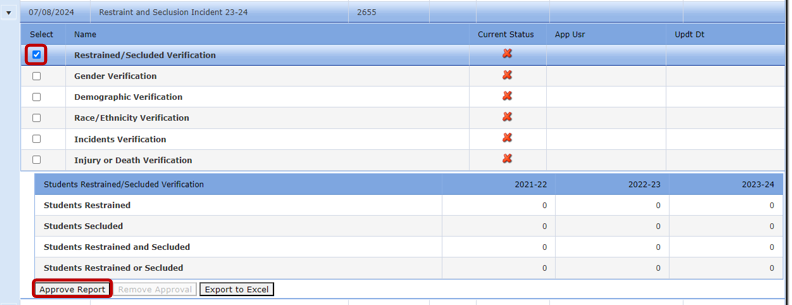 07/08/2024 Restraint and Seclusion Incident 23-24 2655
Select Name Current Status App Usr Updt Dt
Restrained/Secluded Verification
Gender Verification
Demographic Verification
Race/Ethnicity Verification
Incidents Verification
Injury or Death Verification
Students Restrained/Secluded Verification 2021-22 2022-23 2023-24
Students Restrained 0 0 0
Students Secluded 0 0 0
Students Restrained and Secluded 0 0 0
Students Restrained or Secluded 0 0 0
Approve Report Remove Approval Export to Excel